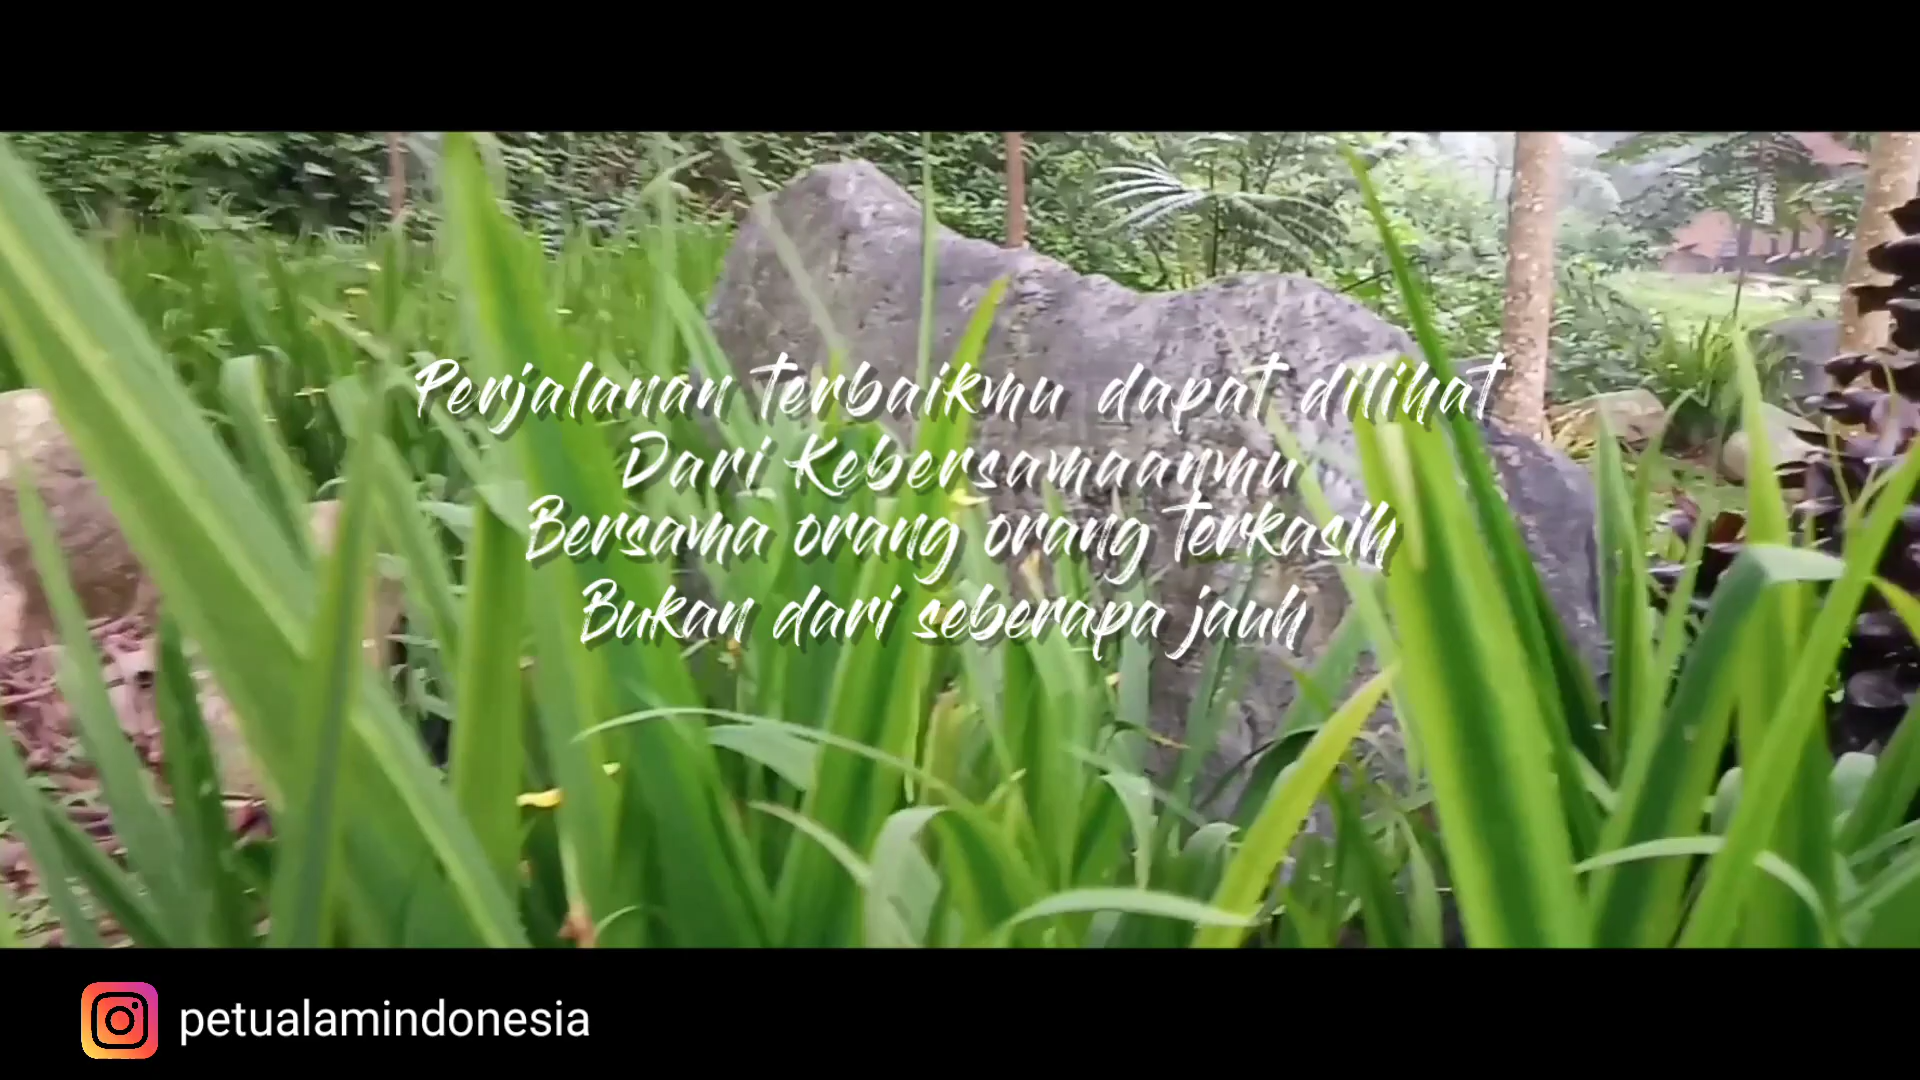 Perjalanan terbaikmu dapat dilihat
Dari Kebersamaanmu
Bersama orang orang terkasih
Bukan dari seberapa jauh
petualamindonesia